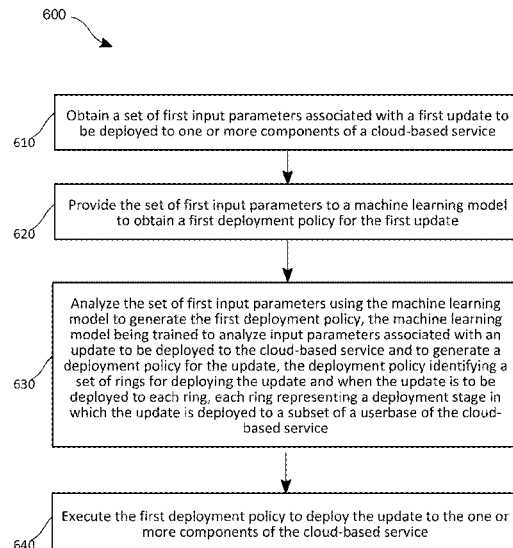 600
Obtain a set of first input parameters associated with a first update to
be deployed to one or more components of a cloud-based service
610
Provide the set of first input parameters to a machine learning model
to obtain a first deployment policy for the first update
620
Analyze the set of first input parameters using the machine learning
model to generate the first deployment policy, the machine learning
model being trained to analyze input parameters associated with an
update to be deployed to the cloud-based service and to generate a
deployment policy for the update, the deployment policy identifying a
set of rings for deploying the update and when the update is to be
deployed to each ring, each ring representing a deployment stage in
which the update is deployed to a subset of a userbase of the cloud-
based service
630
Execute the first deployment policy to deploy the update to the one or
more components of the cloud-based service
640